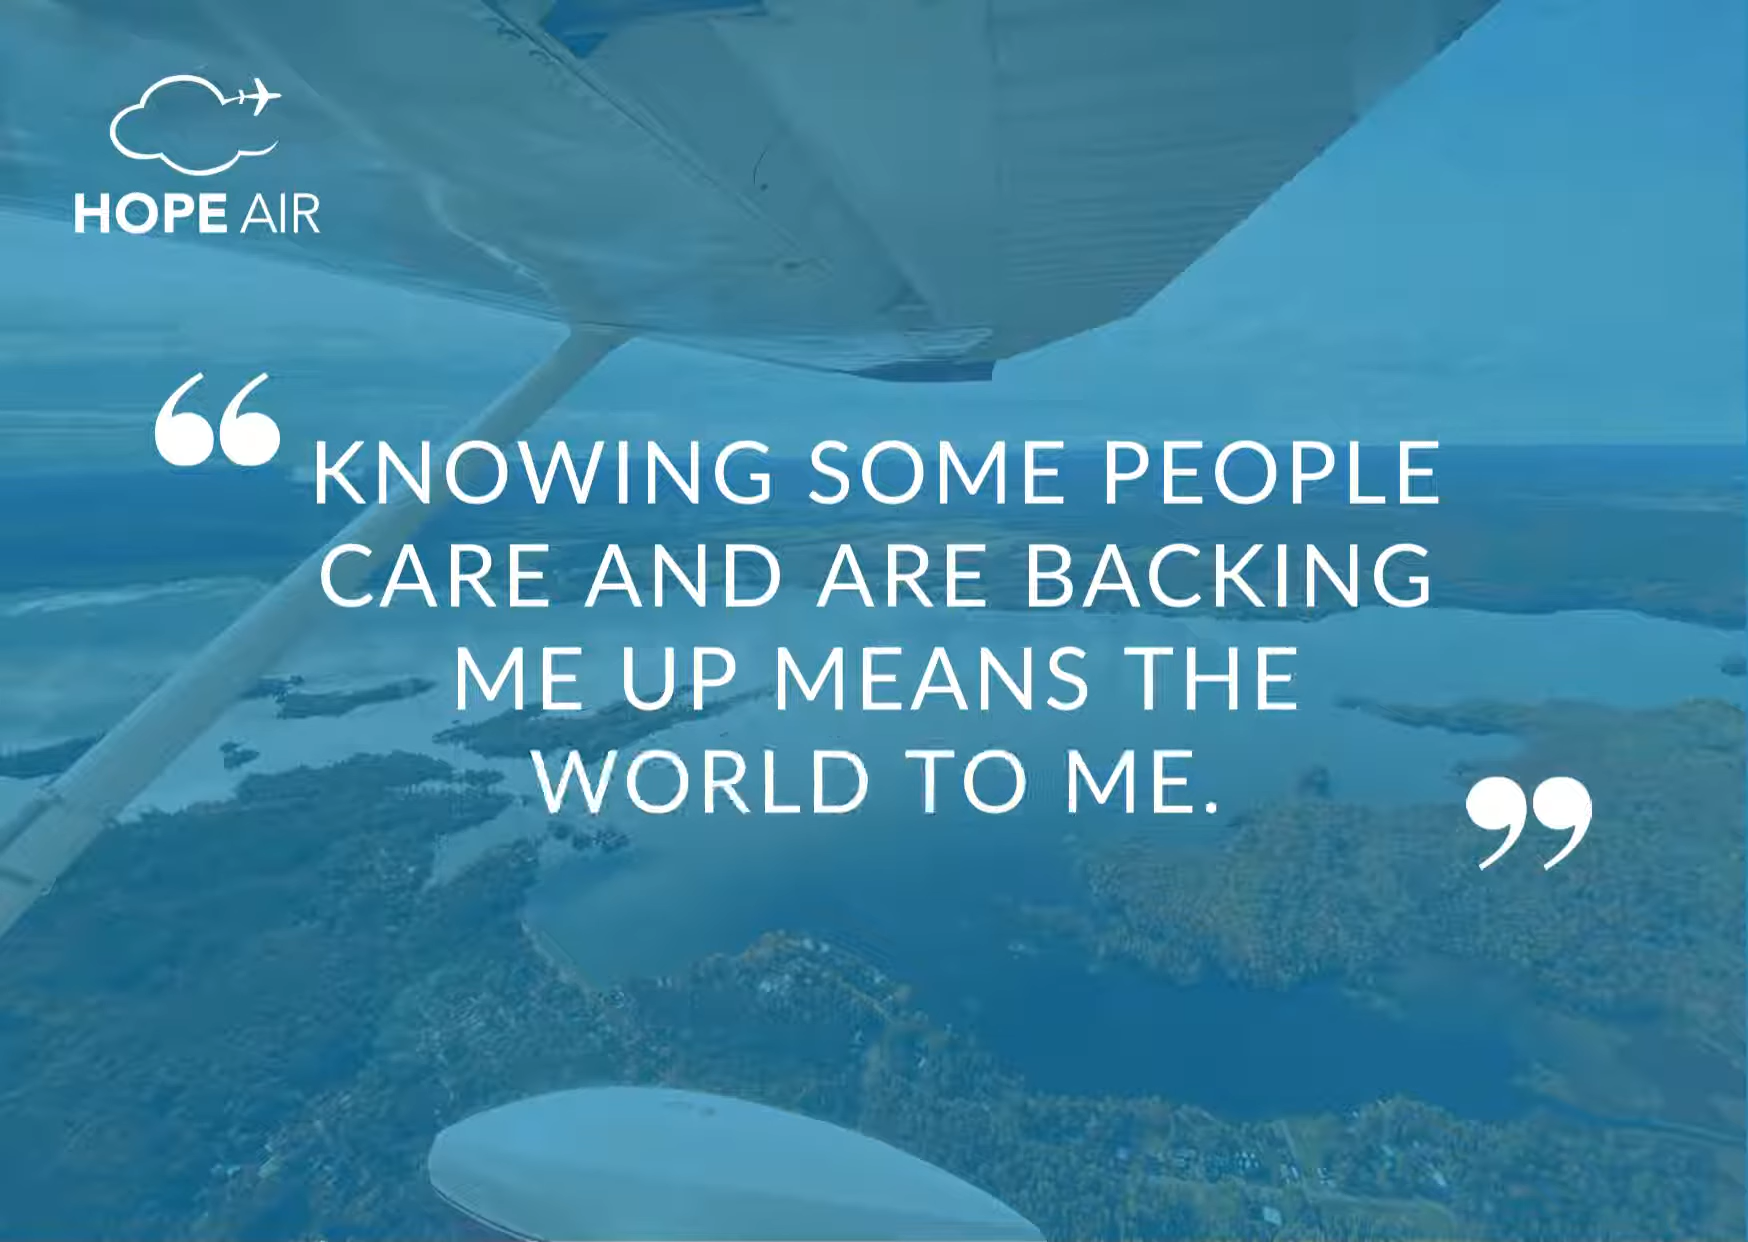 HOPE AIR
“ KNOWING SOME PEOPLE
CARE AND ARE BACKING
ME UP MEANS THE
WORLD TO ME. ”